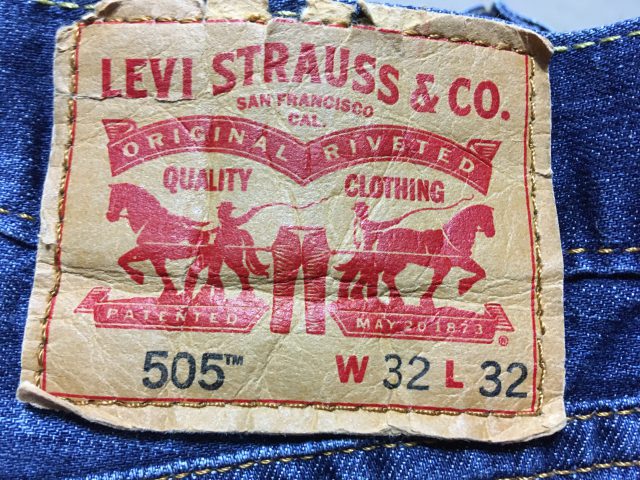 LEVI STRAUSS & CO.
SAN FRANCISCO
CAL.
ORIGINAL RIVETED
QUALITY CLOTHING
PATENTED MAY 20 1873 ®
505™ W 32 L 32